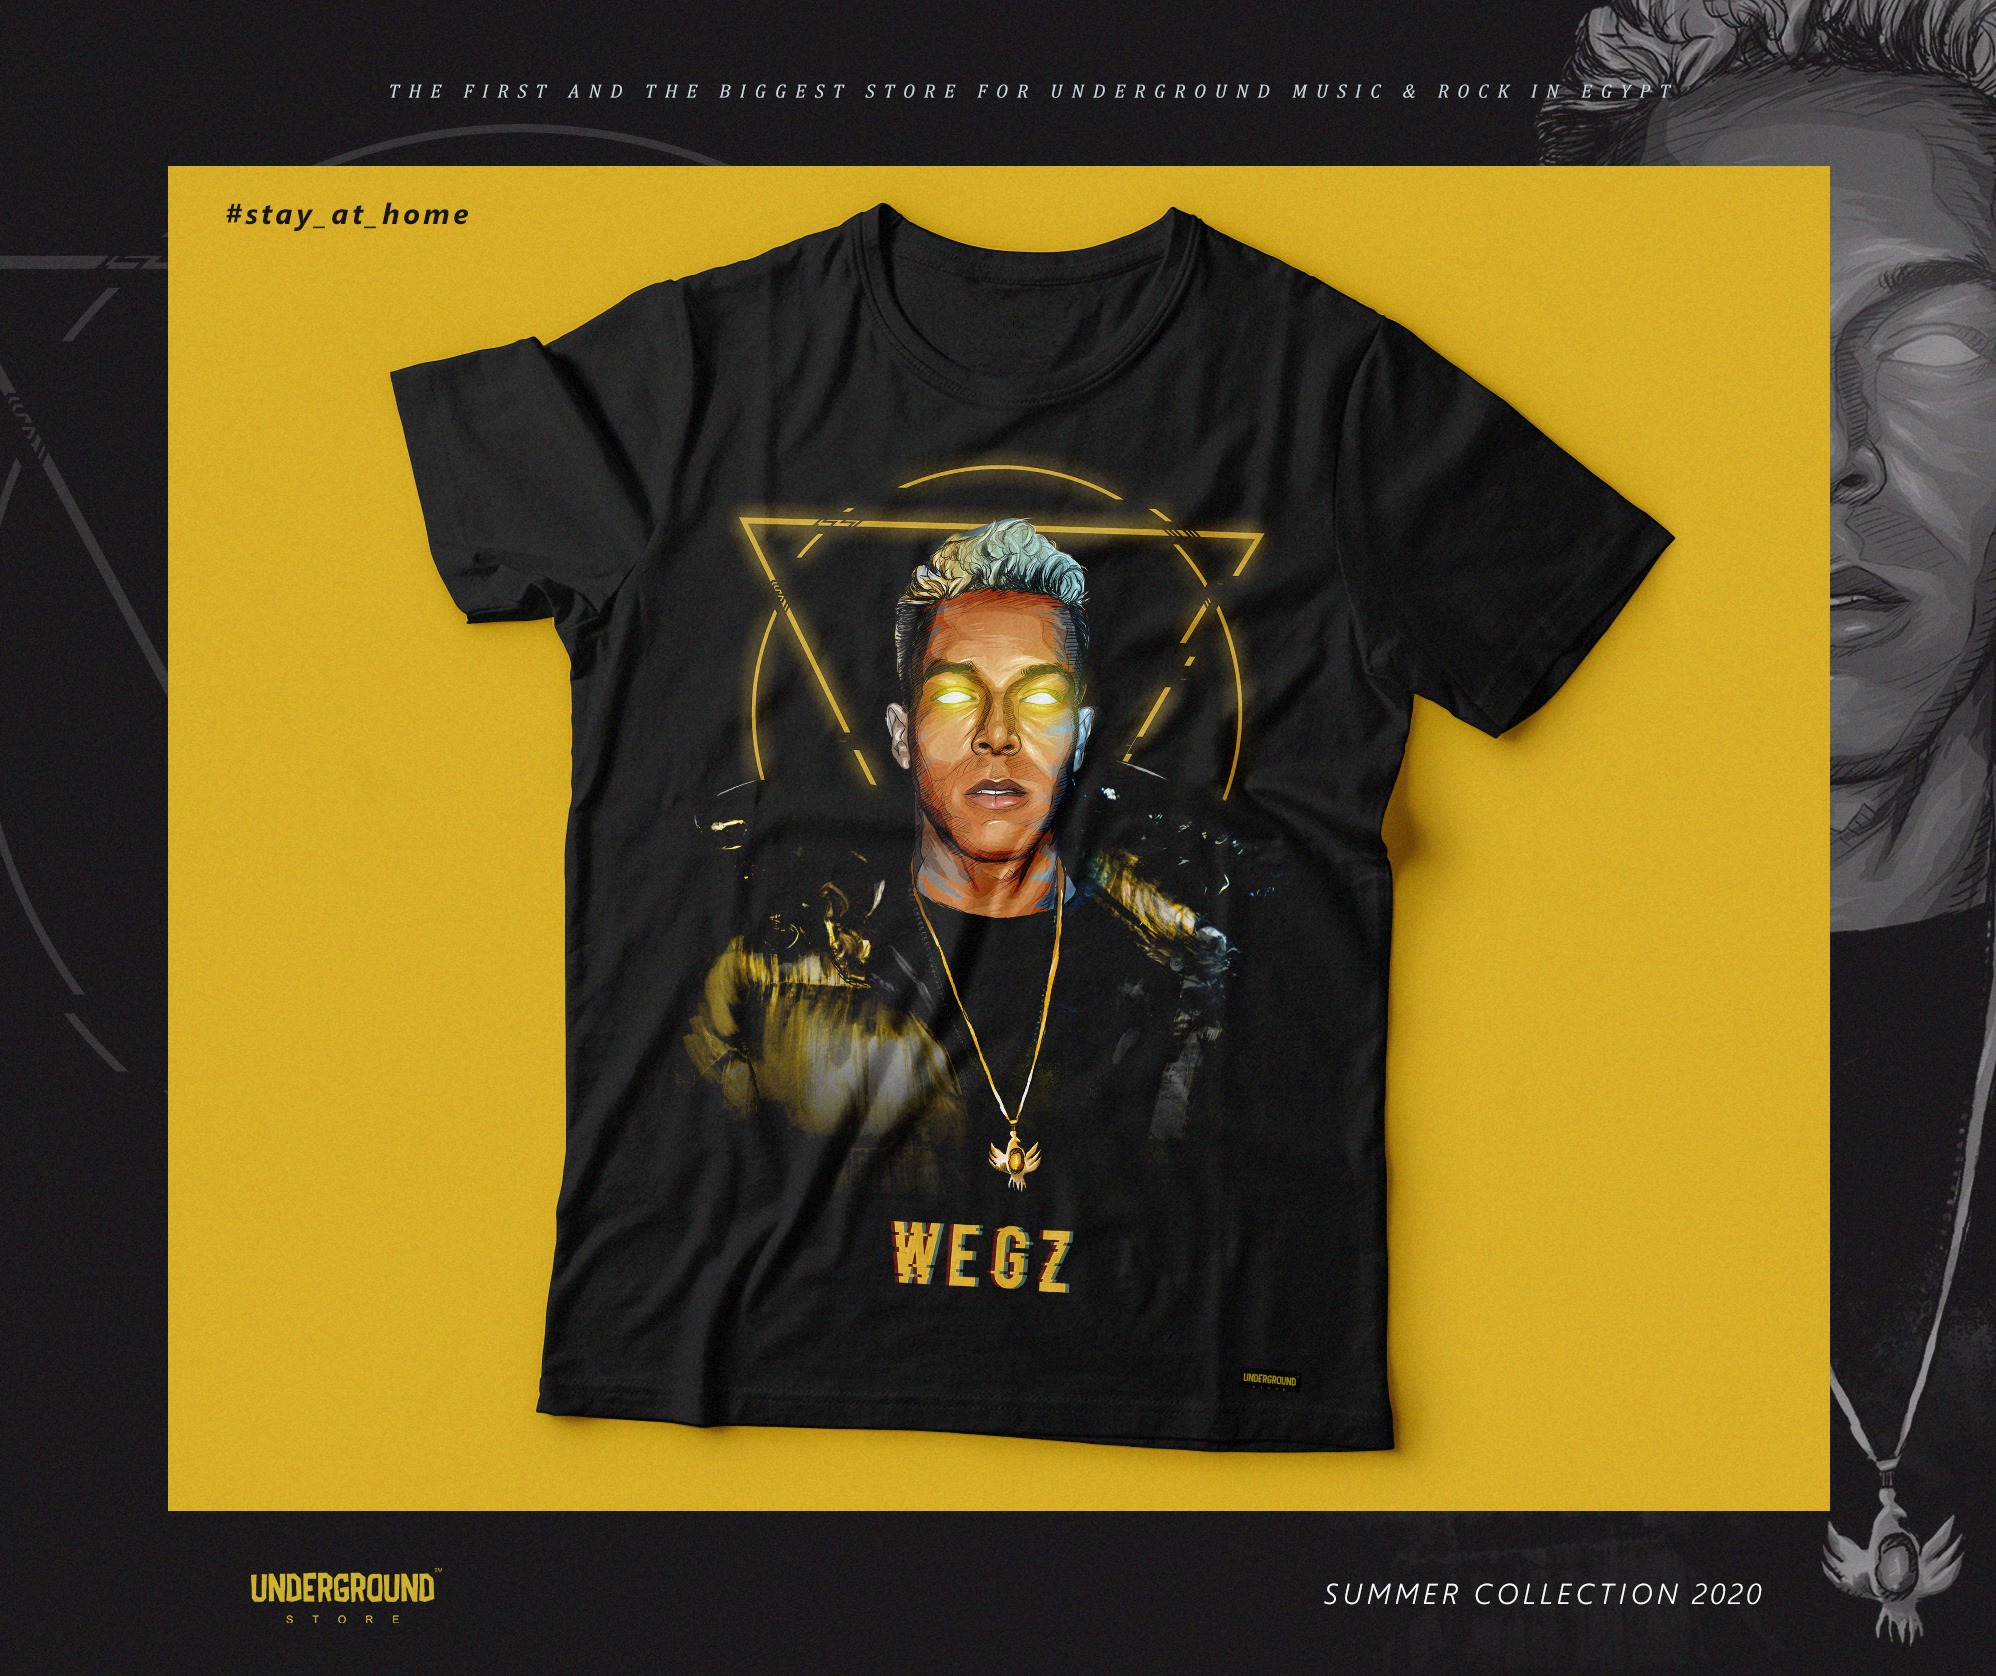 THE FIRST AND THE BIGGEST STORE FOR UNDERGROUND MUSIC & ROCK IN EGYPT
#stay_at_home
WEGZ
UNDERGROUND
UNDERGROUND™
STORE
SUMMER COLLECTION 2020